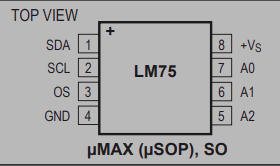 TOP VIEW
+
SDA 1 8 +VS
SCL 2 LM75 7 A0
OS 3 6 A1
GND 4 5 A2
µMAX (µSOP), SO